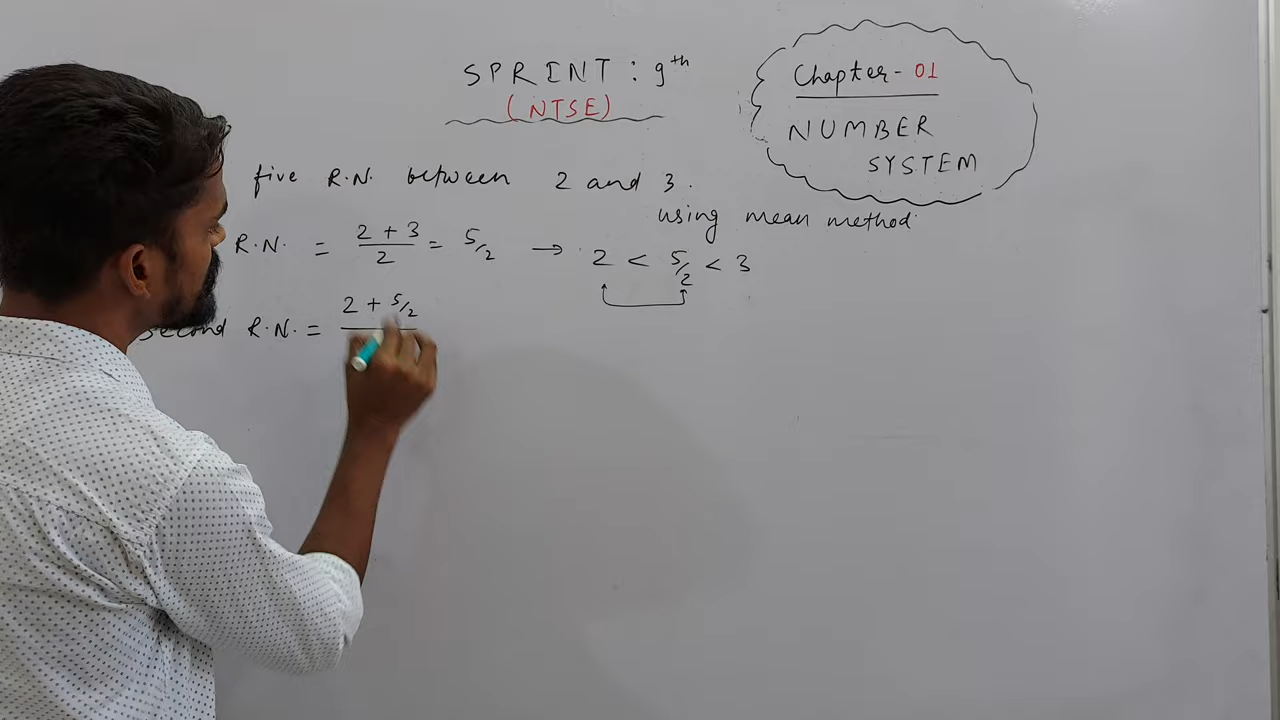 SPRINT : 9th
(NTSE)
Chapter- 01
NUMBER
SYSTEM
five R.N. between 2 and 3.
using mean method
R.N. = 2 + 3 / 2 = 5/2 → 2 < 5/2 < 3
second R.N. = 2 + 5/2